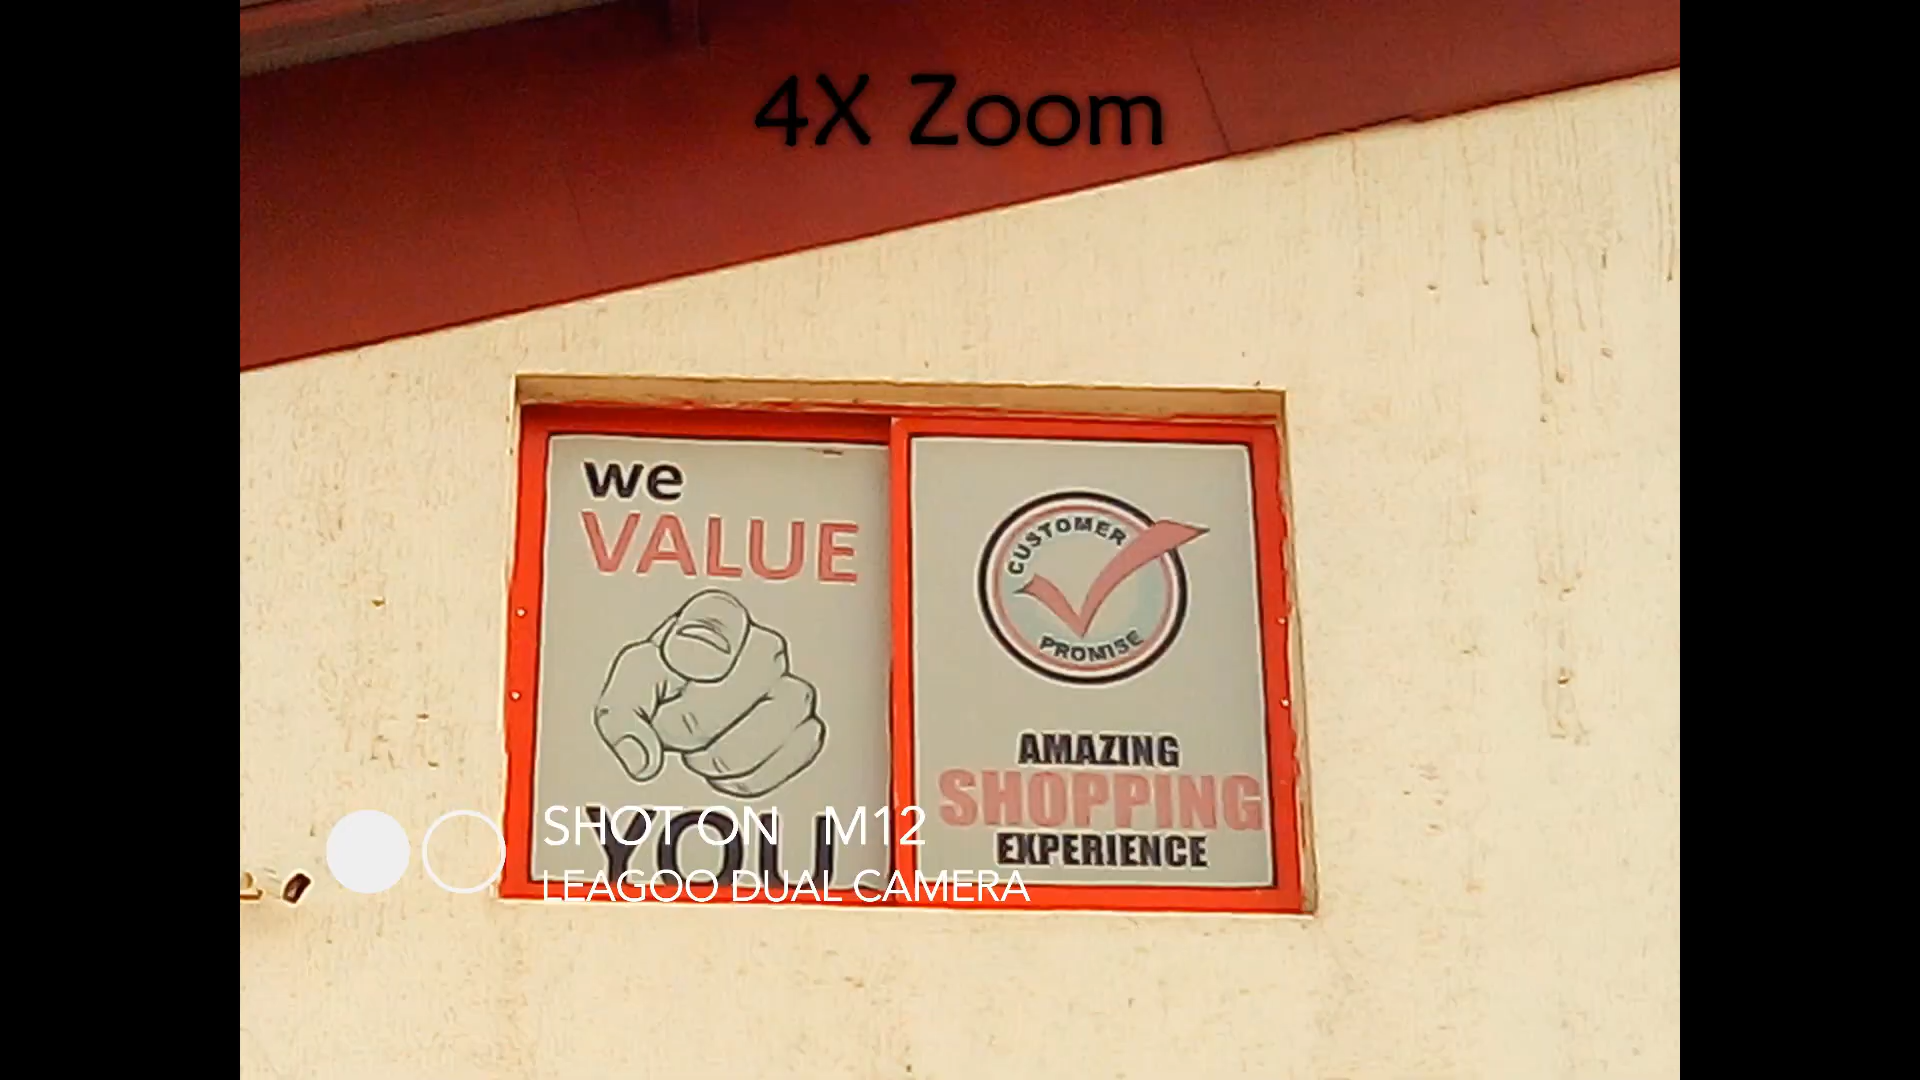 4X Zoom
we
VALUE
YOU
CUSTOMER
PROMISE
AMAZING
SHOPPING
EXPERIENCE
SHOT ON M12
LEAGOO DUAL CAMERA